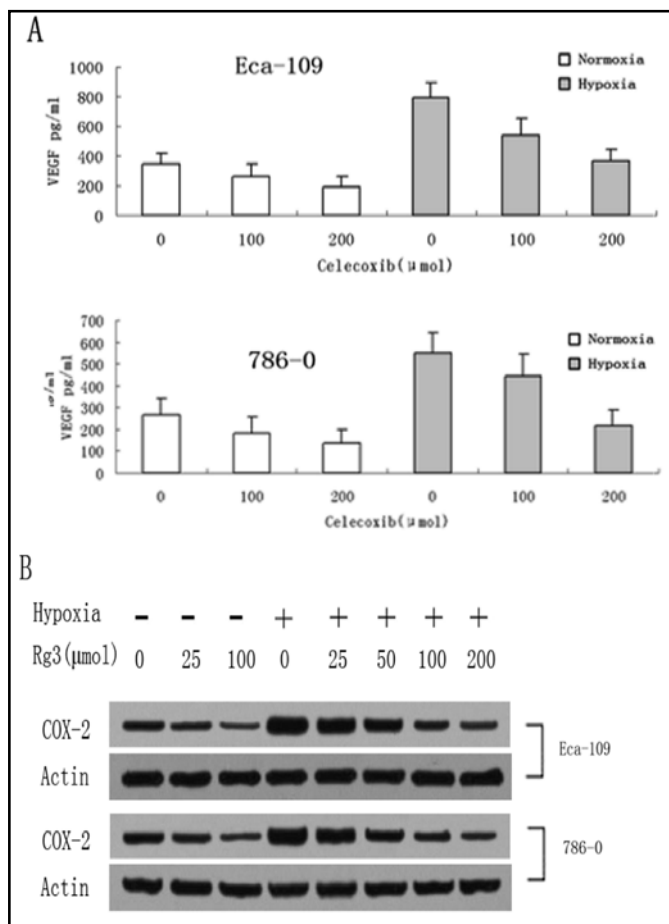 A
Eca-109
Normoxia
Hypoxia
VEGF pg/ml
1000
800
600
400
200
0
0 100 200 0 100 200
Celecoxib(μmol)
786-0
Normoxia
Hypoxia
VEGF pg/ml
700
600
500
400
300
200
100
0
0 100 200 0 100 200
Celecoxib(μmol)
B
Hypoxia - - - + + + + +
Rg3(μmol) 0 25 100 0 25 50 100 200
COX-2
Actin
Eca-109
COX-2
Actin
786-0